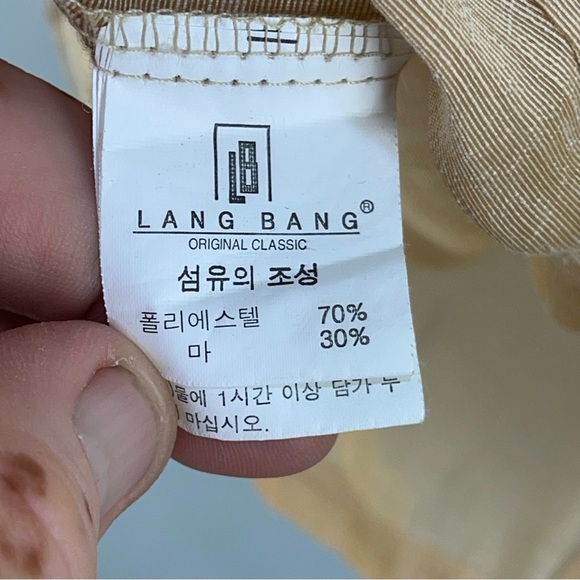 LB
LANG BANG®
ORIGINAL CLASSIC
섬유의 조성
폴리에스텔 70%
마 30%
에 1시간 이상 담가 두
마십시오.